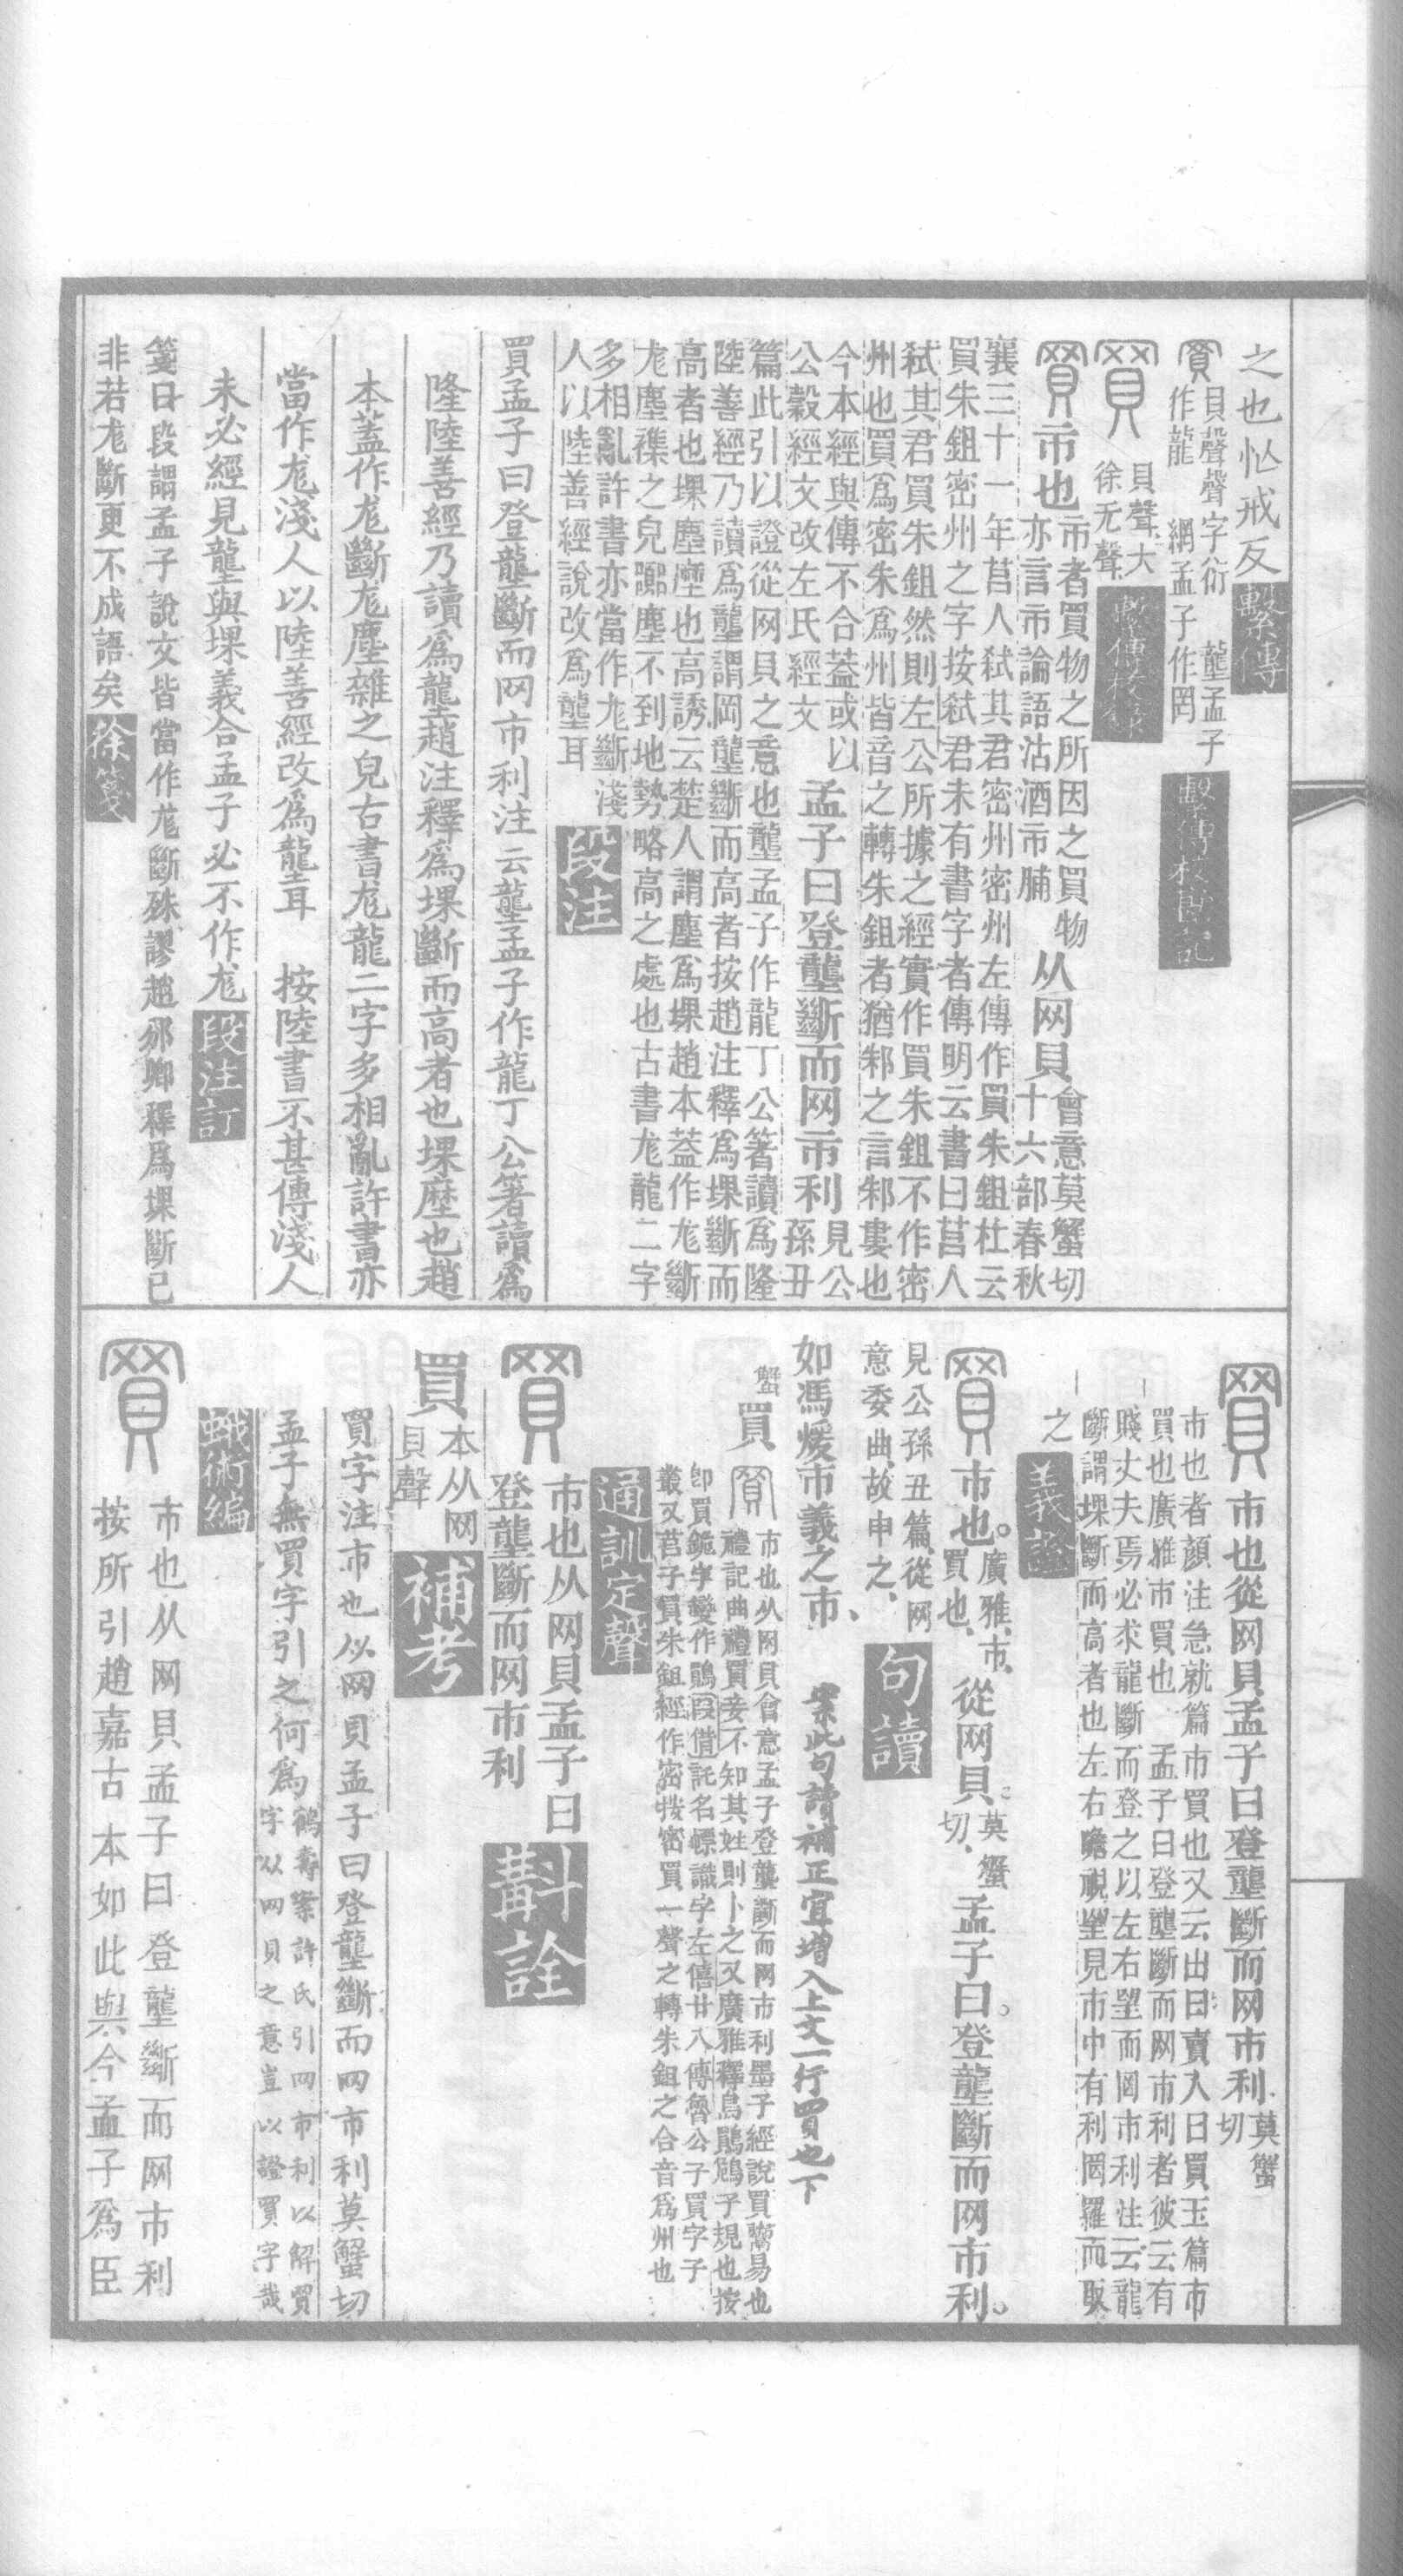 之也忔戒反 繫傳
買 貝聲聲字衍 壟孟子
作龍 網孟子作罔
買 貝聲大
徐无聲
買 市也 市者買物之所因之買物
亦言市論語沽酒市脯 从网貝 會意莫蟹切
十六部春秋
襄三十一年莒人弑其君密州密州左傳作買朱鉏杜云
買朱鉏密州之字按弑君未有書字者傳明云書曰莒人
弑其君買朱鉏然則左公所據之經實作買朱鉏不作密
州也買爲密朱爲州皆音之轉朱鉏者猶邾之言邾婁也
今本經與傳不合葢或以
公穀經文改左氏經文 孟子曰登壟斷而网市利 見公
孫丑
篇此引以證從网貝之意也壟孟子作龍丁公著讀爲隆
陸善經乃讀爲壟謂岡壟斷而高者按趙注釋爲堁斷而
高者也堁塵壓也高誘云楚人謂塵爲堁趙本葢作尨斷
尨塵襍之皃𡐦塵不到地勢略高之處也古書尨龍二字
多相亂許書亦當作尨斷淺
人以陸善經說改爲壟耳 段注
買孟子曰登壟斷而网市利注云壟孟子作龍丁公箸讀爲
隆陸善經乃讀爲龍趙注釋爲堁斷而高者也堁塵也趙
本蓋作尨斷尨塵雜之皃古書尨龍二字多相亂許書亦
當作尨淺人以陸善經改爲壟耳 按陸書不甚傳淺人
未必經見壟與堁義合孟子必不作尨 段注訂
箋曰段謂孟子說文皆當作尨斷殊謬趙邠卿釋爲堁斷已
非若尨斷更不成語矣 徐箋
買 市也從网貝孟子曰登壟斷而网市利 莫蟹
切
市也者顏注急就篇市買也又云出曰賣入曰買玉篇市
買也廣雅市買也 孟子曰登壟斷而网市利者彼云有
賤丈夫焉必求龍斷而登之以左右望而罔市利注云龍
斷謂堁斷而高者也左右瞻視望見市中有利罔羅而取
之 義證
買 市也。廣雅市、
買也、 從网貝。莫蟹
切、 孟子曰。登壟斷而网市利。
見公孫丑篇、從网
意委曲、故申之、 句讀
如馮煖市義之市、 案此句讀補正宜增入上文一行買也下
蟹買
買 市也从网貝會意孟子登壟斷而网市利墨子經說買鬻易也
禮記曲禮買妾不知其姓則卜之又廣雅釋鳥鷤鴂子規也按
卽買䤥字變作鷤叚借託名幖識字左僖廿八傳魯公子買字子
叢又莒子買朱鉏經作密按密買一聲之轉朱鉏之合音爲州也
通訓定聲
買 市也从网貝孟子曰
登壟斷而网市利 斠詮
買 本从网
貝聲 補考
買字注市也从网貝孟子曰登壟斷而网市利莫蟹切
孟子無買字引之何爲 鶴壽案許氏引网市利以解買
字从网貝之意豈以證買字哉
蛾術編
買 市也从网貝孟子曰登壟斷而网市利
按所引趙嘉古本如此與今孟子爲臣